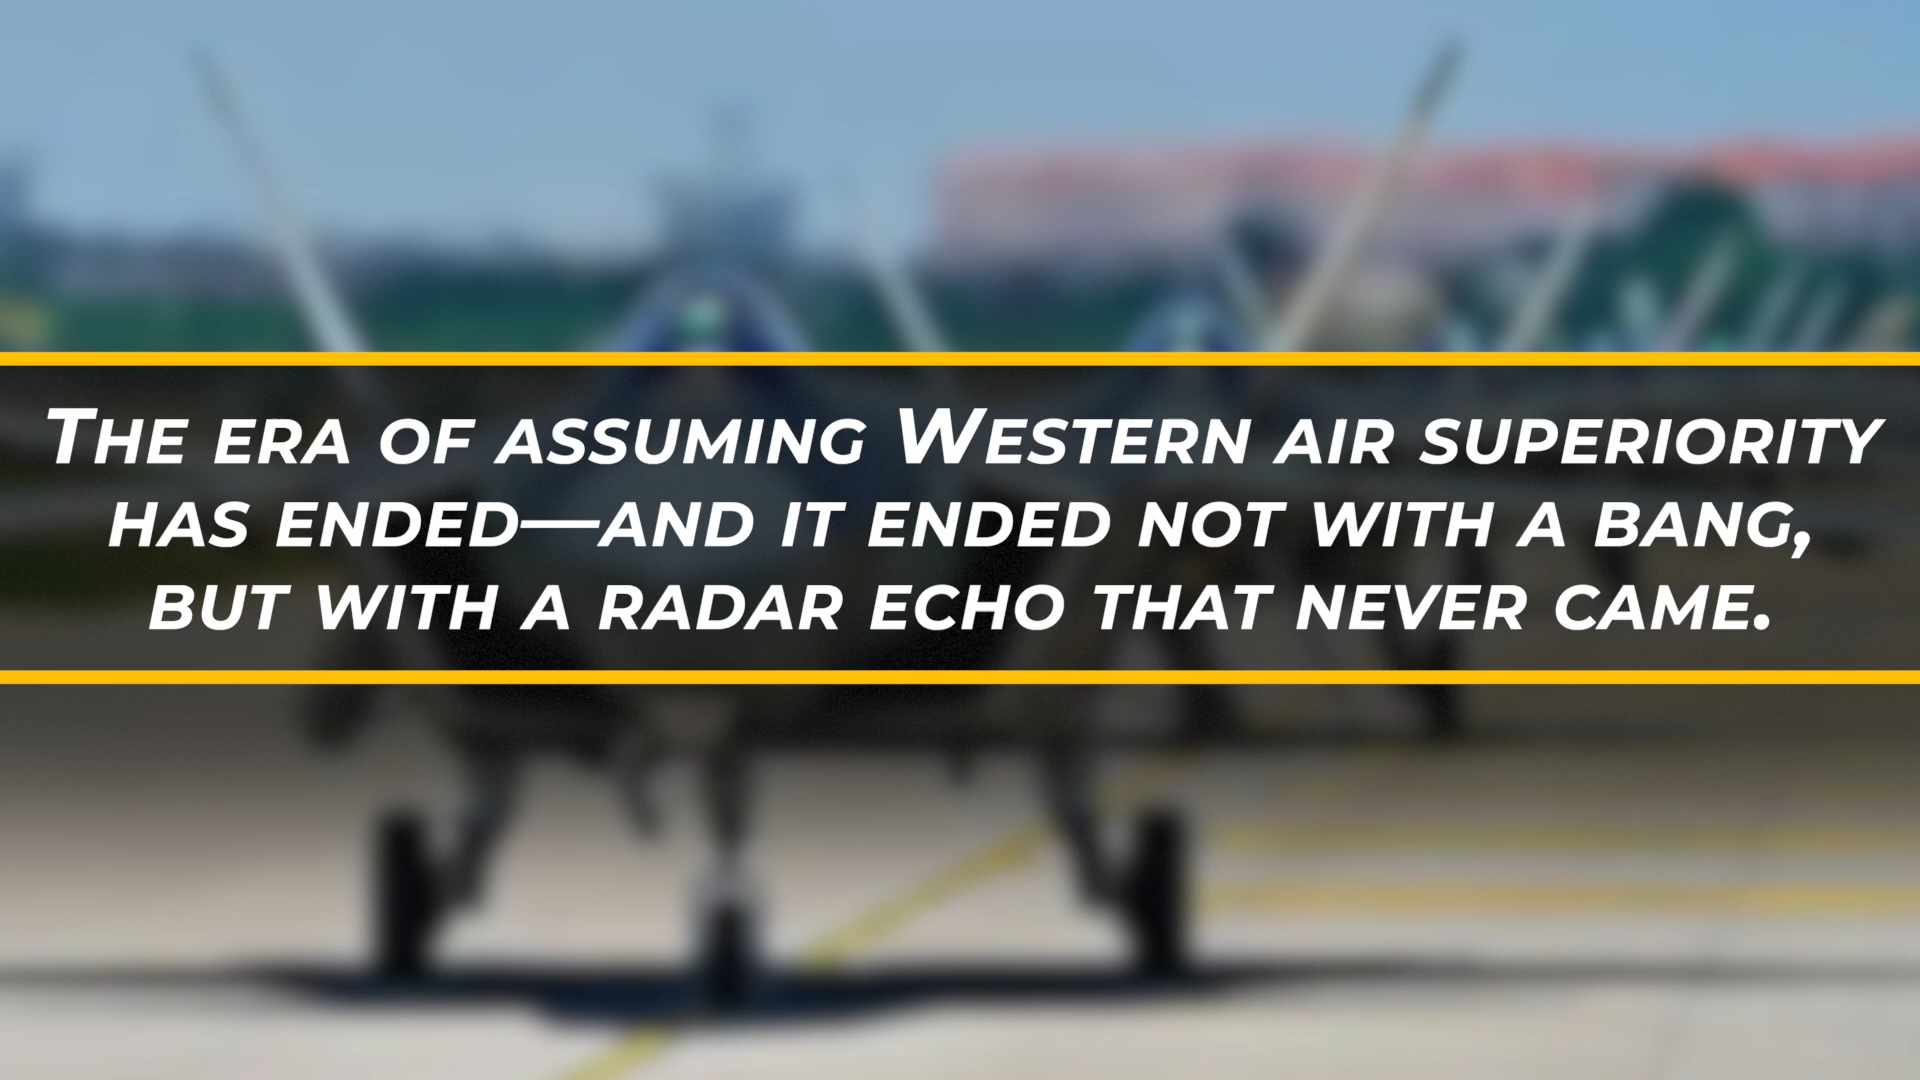 The era of assuming Western air superiority
has ended—and it ended not with a bang,
but with a radar echo that never came.